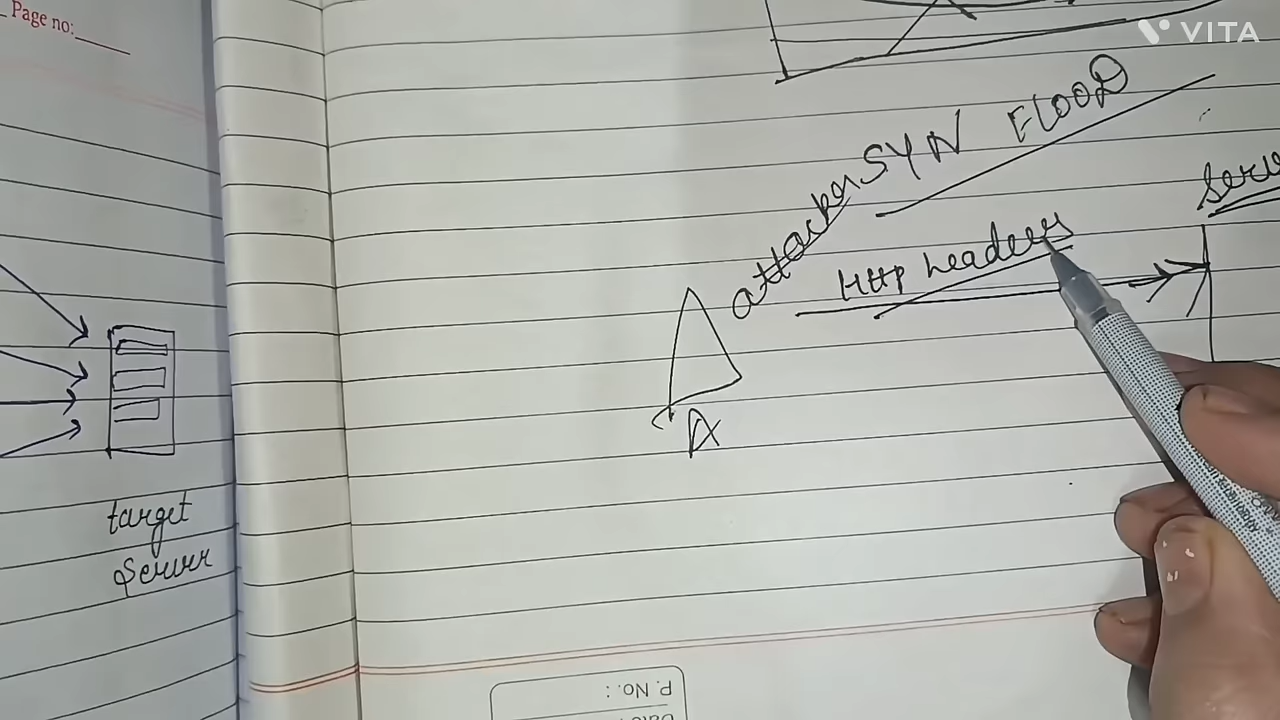 Page no:
VITA
SYN FLOOD
attacker
HttP headers
target
Server
P. No. :